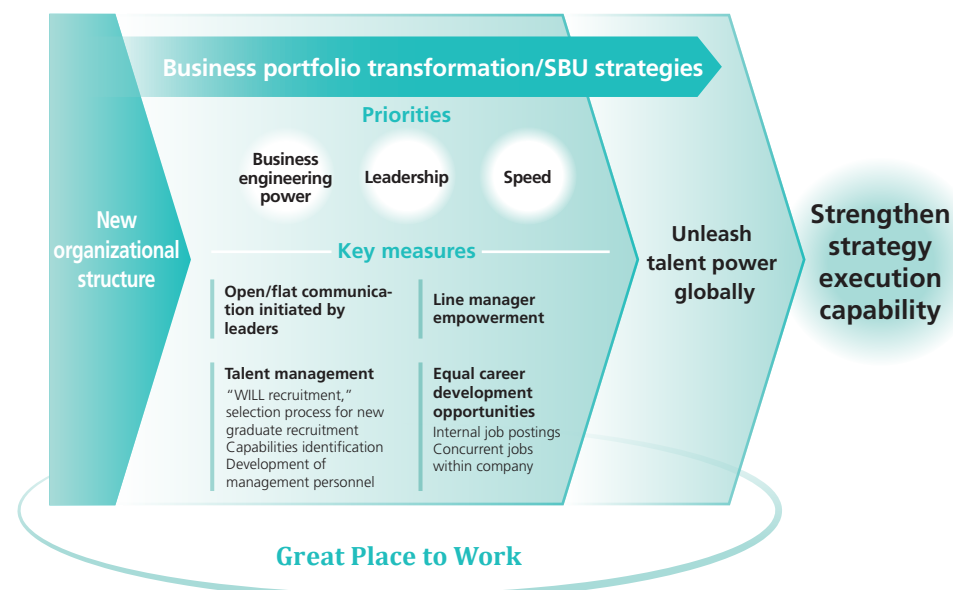 Business portfolio transformation/SBU strategies
Priorities
Business
engineering
power
Leadership
Speed
New
organizational
structure
Key measures
Open/flat communica-
tion initiated by
leaders
Line manager
empowerment
Talent management
“WILL recruitment,”
selection process for new
graduate recruitment
Capabilities identification
Development of
management personnel
Equal career
development
opportunities
Internal job postings
Concurrent jobs
within company
Unleash
talent power
globally
Strengthen
strategy
execution
capability
Great Place to Work